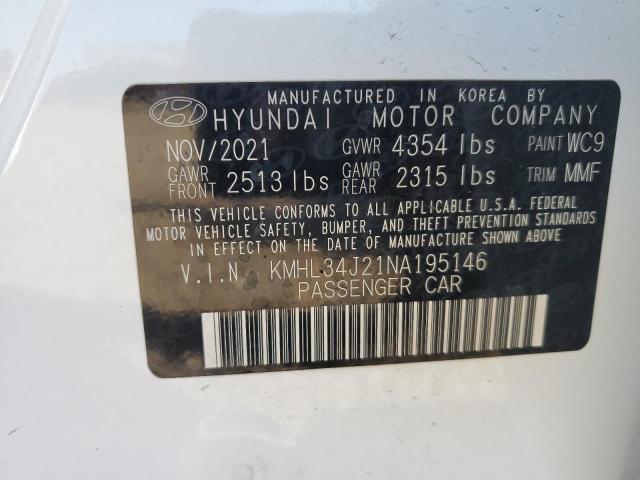 MANUFACTURED IN KOREA BY
HYUNDAI MOTOR COMPANY
NOV/2021 GVWR 4354 lbs PAINT WC9
GAWR FRONT 2513 lbs GAWR REAR 2315 lbs TRIM MMF
THIS VEHICLE CONFORMS TO ALL APPLICABLE U.S.A. FEDERAL
MOTOR VEHICLE SAFETY, BUMPER, AND THEFT PREVENTION STANDARDS
IN EFFECT ON THE DATE OF MANUFACTURE SHOWN ABOVE
V.I.N. KMHL34J21NA195146
PASSENGER CAR